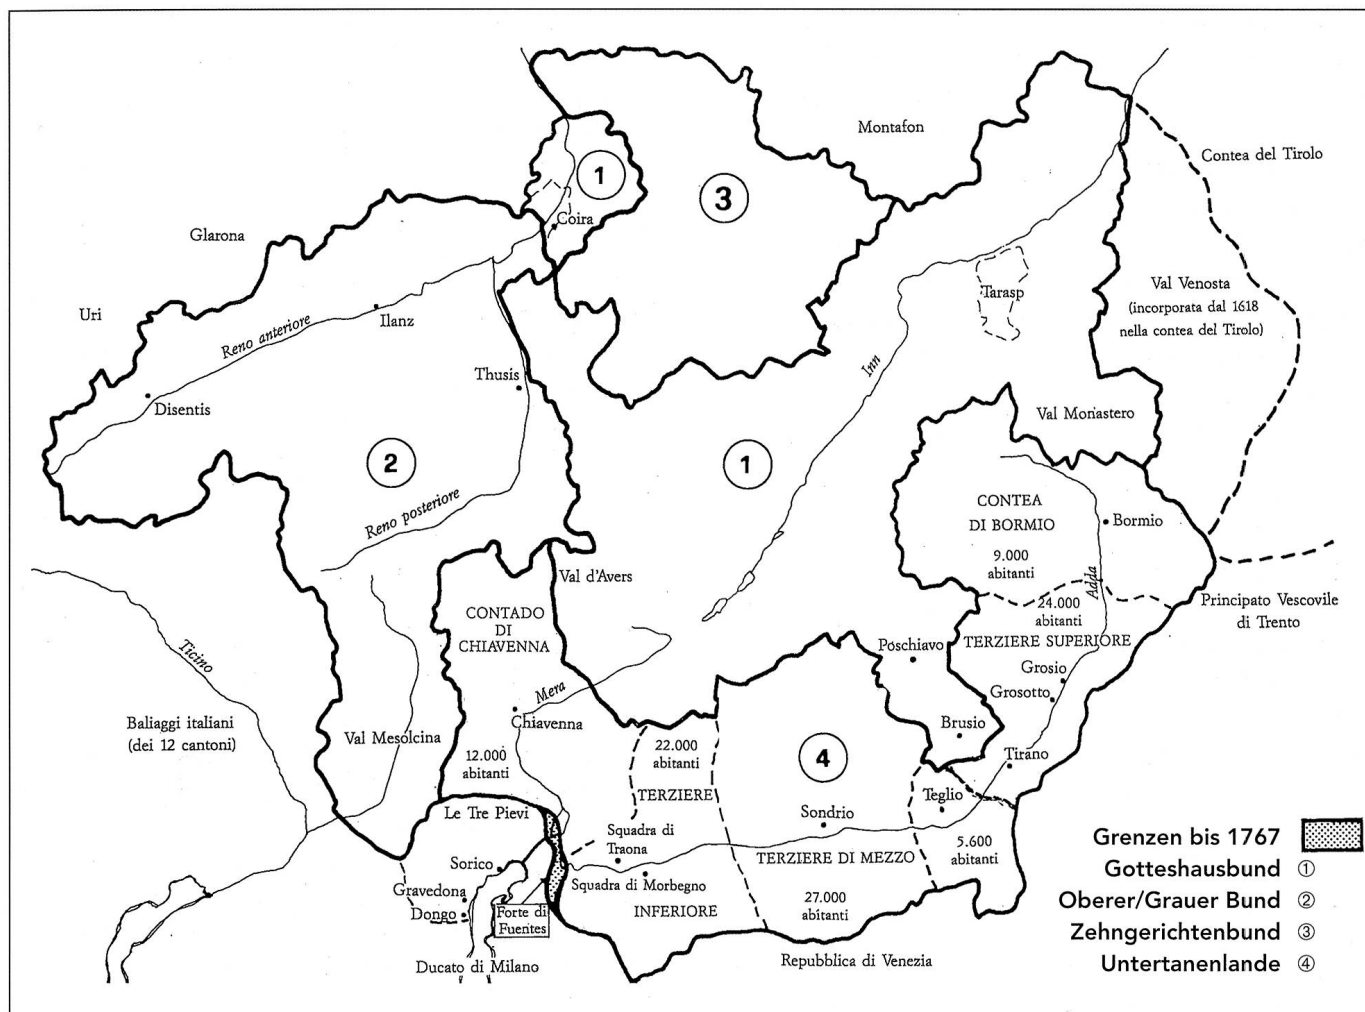 Montafon
Contea del Tirolo
1
3
Coira
Glarona
Uri
Ilanz
Reno anteriore
Tarasp
Val Venosta
(incorporata dal 1618
nella contea del Tirolo)
Inn
Thusis
Disentis
Val Monastero
2
1
Reno posteriore
CONTEA
DI BORMIO
Bormio
9.000
abitanti
Adda
Val d'Avers
CONTADO
DI
CHIAVENNA
24.000
abitanti
Principato Vescovile
di Trento
TERZIERE SUPERIORE
Poschiavo
Grosio
Grosotto
Ticino
Mera
Chiavenna
Baliaggi italiani
(dei 12 cantoni)
Val Mesolcina
Brusio
12.000
abitanti
22.000
abitanti
4
Tirano
TERZIERE
Teglio
Le Tre Pievi
Sondrio
Squadra di
Traona
5.600
abitanti
TERZIERE DI MEZZO
Sorico
Squadra di Morbegno
Gravedona
Dongo
Forte di
Fuentes
INFERIORE
27.000
abitanti
Ducato di Milano
Repubblica di Venezia
Grenzen bis 1767
Gotteshausbund ①
Oberer/Grauer Bund ②
Zehngerichtenbund ③
Untertanenlande ④